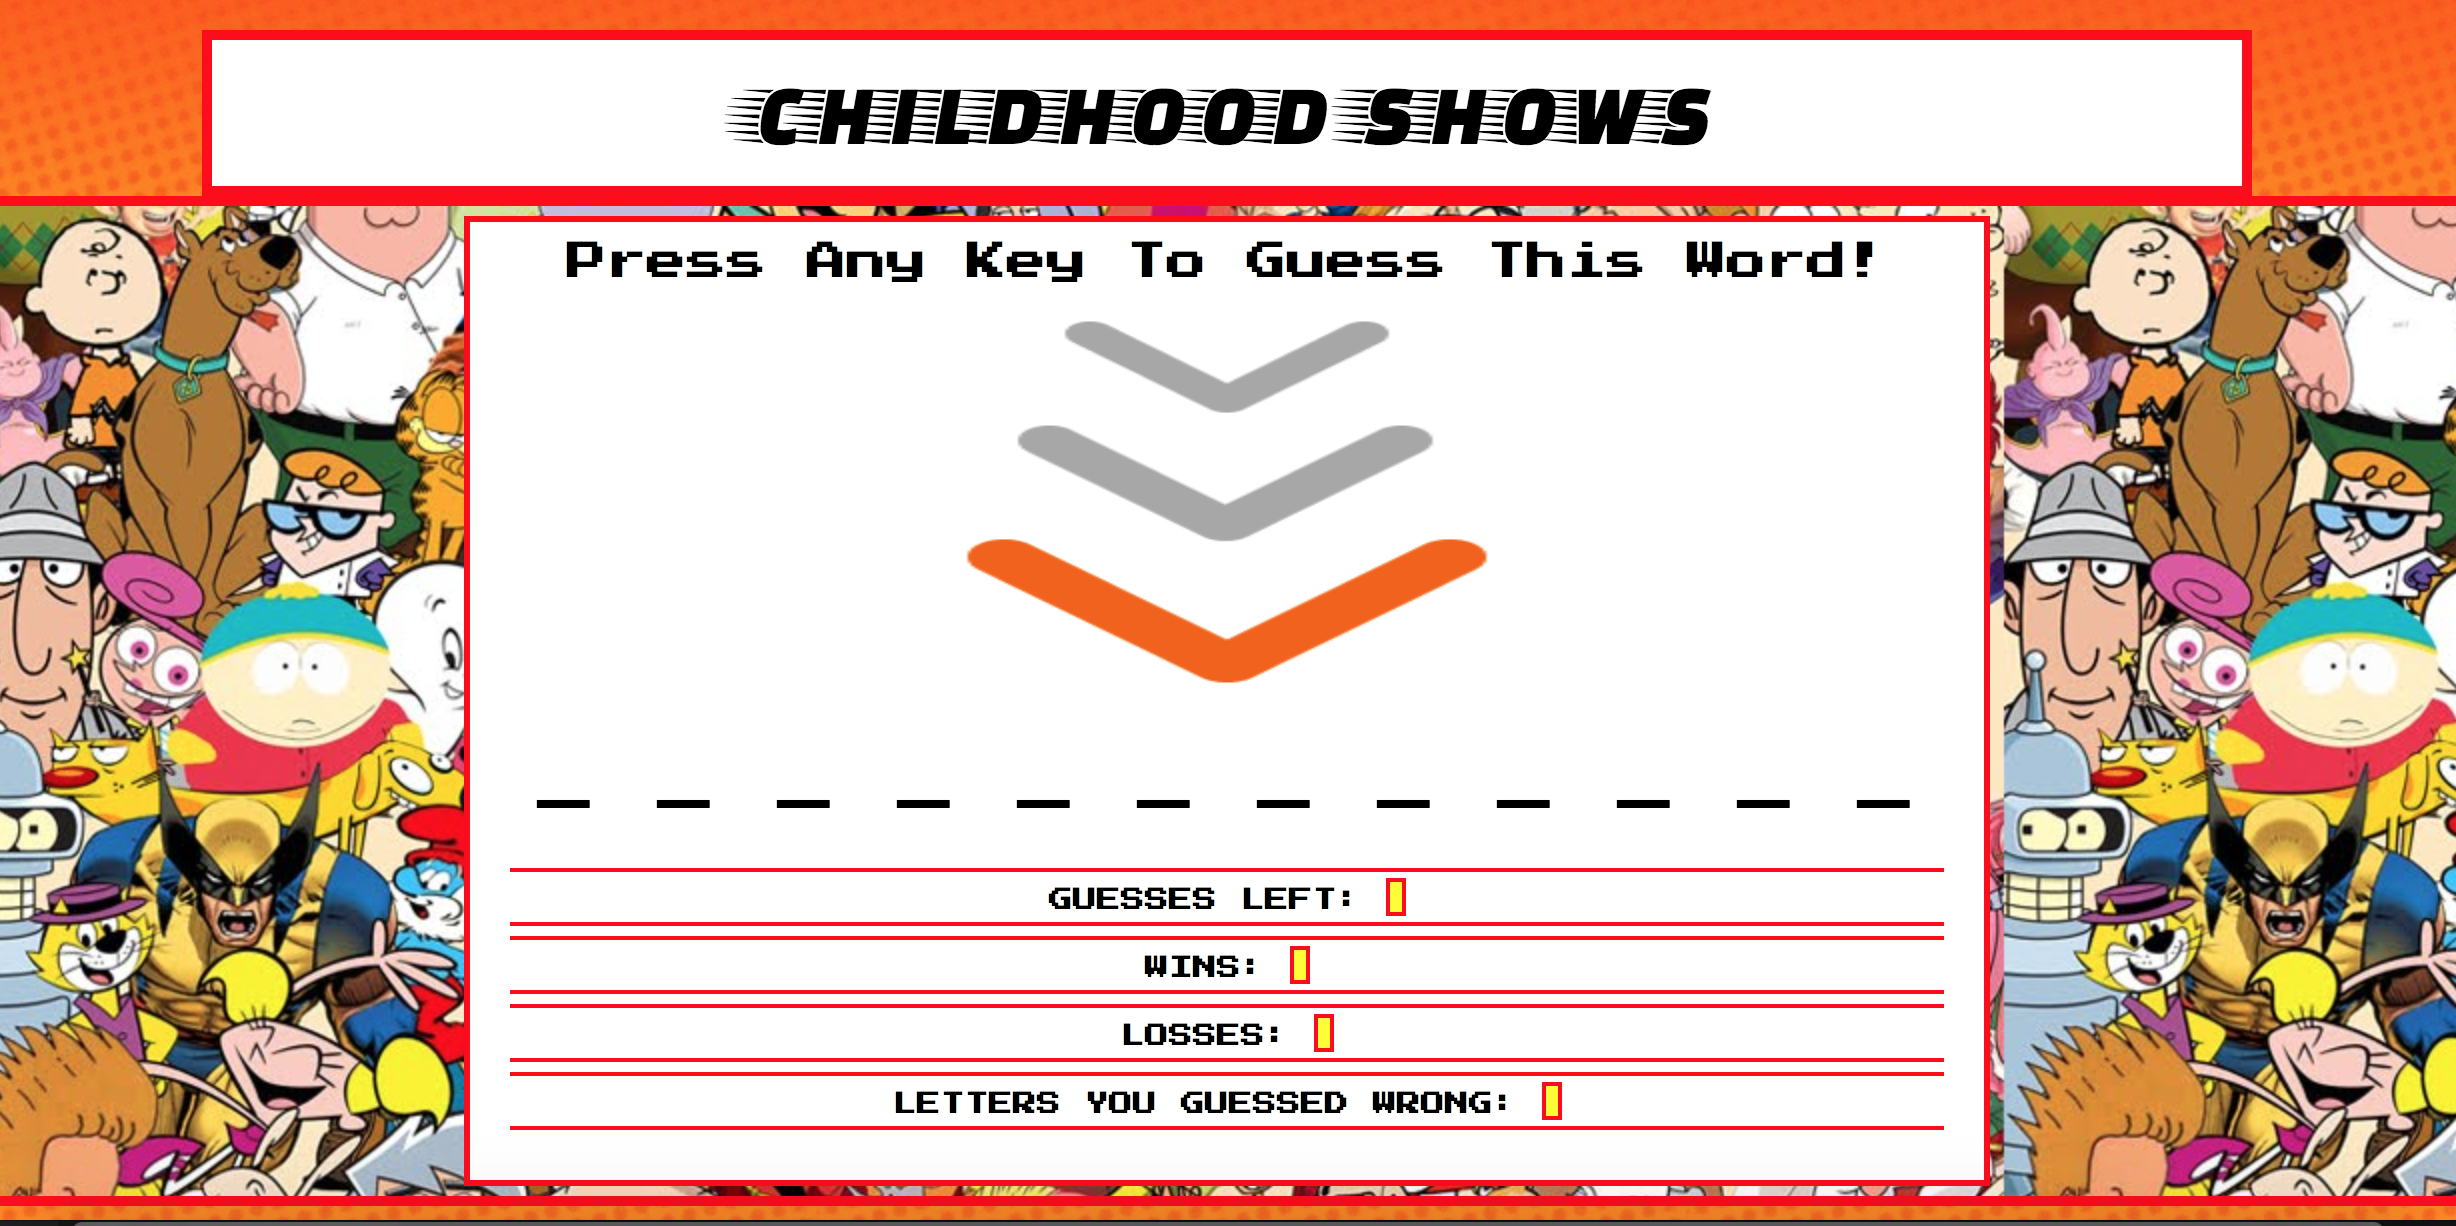 CHILDHOOD SHOWS
Press Any Key To Guess This Word!
_ _ _ _ _ _ _ _ _ _ _ _
GUESSES LEFT:
WINS:
LOSSES:
LETTERS YOU GUESSED WRONG: